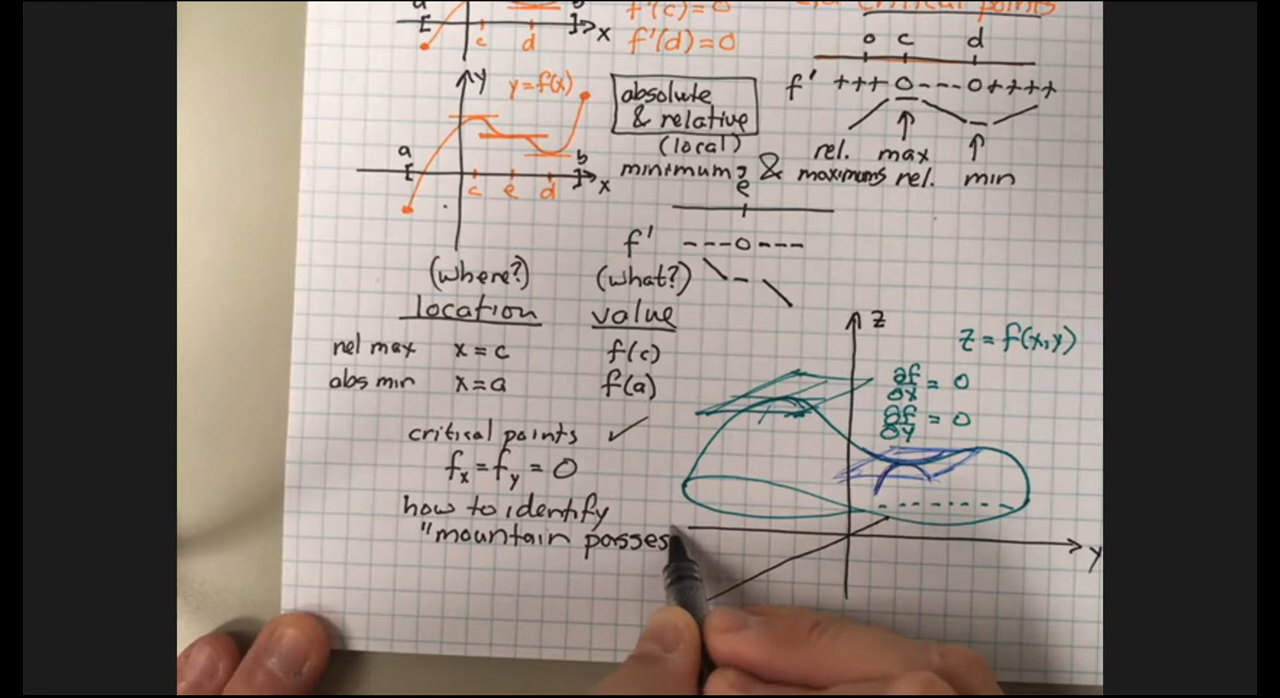 a b x f'(c) = 0
c d f'(d) = 0
critical points
o c d
f' +++ 0 --- 0 ++++
rel. max min
maximums rel.
y y = f(x)
a b x
c e d
absolute
& relative
(local)
minimums &
e
f' --- 0 ---
(where?) (what?)
location value
rel max x = c f(c)
abs min x = a f(a)
critical points ✓
fx = fy = 0
how to identify
"mountain passes
z
z = f(x,y)
∂f/∂x = 0
∂f/∂y = 0
y